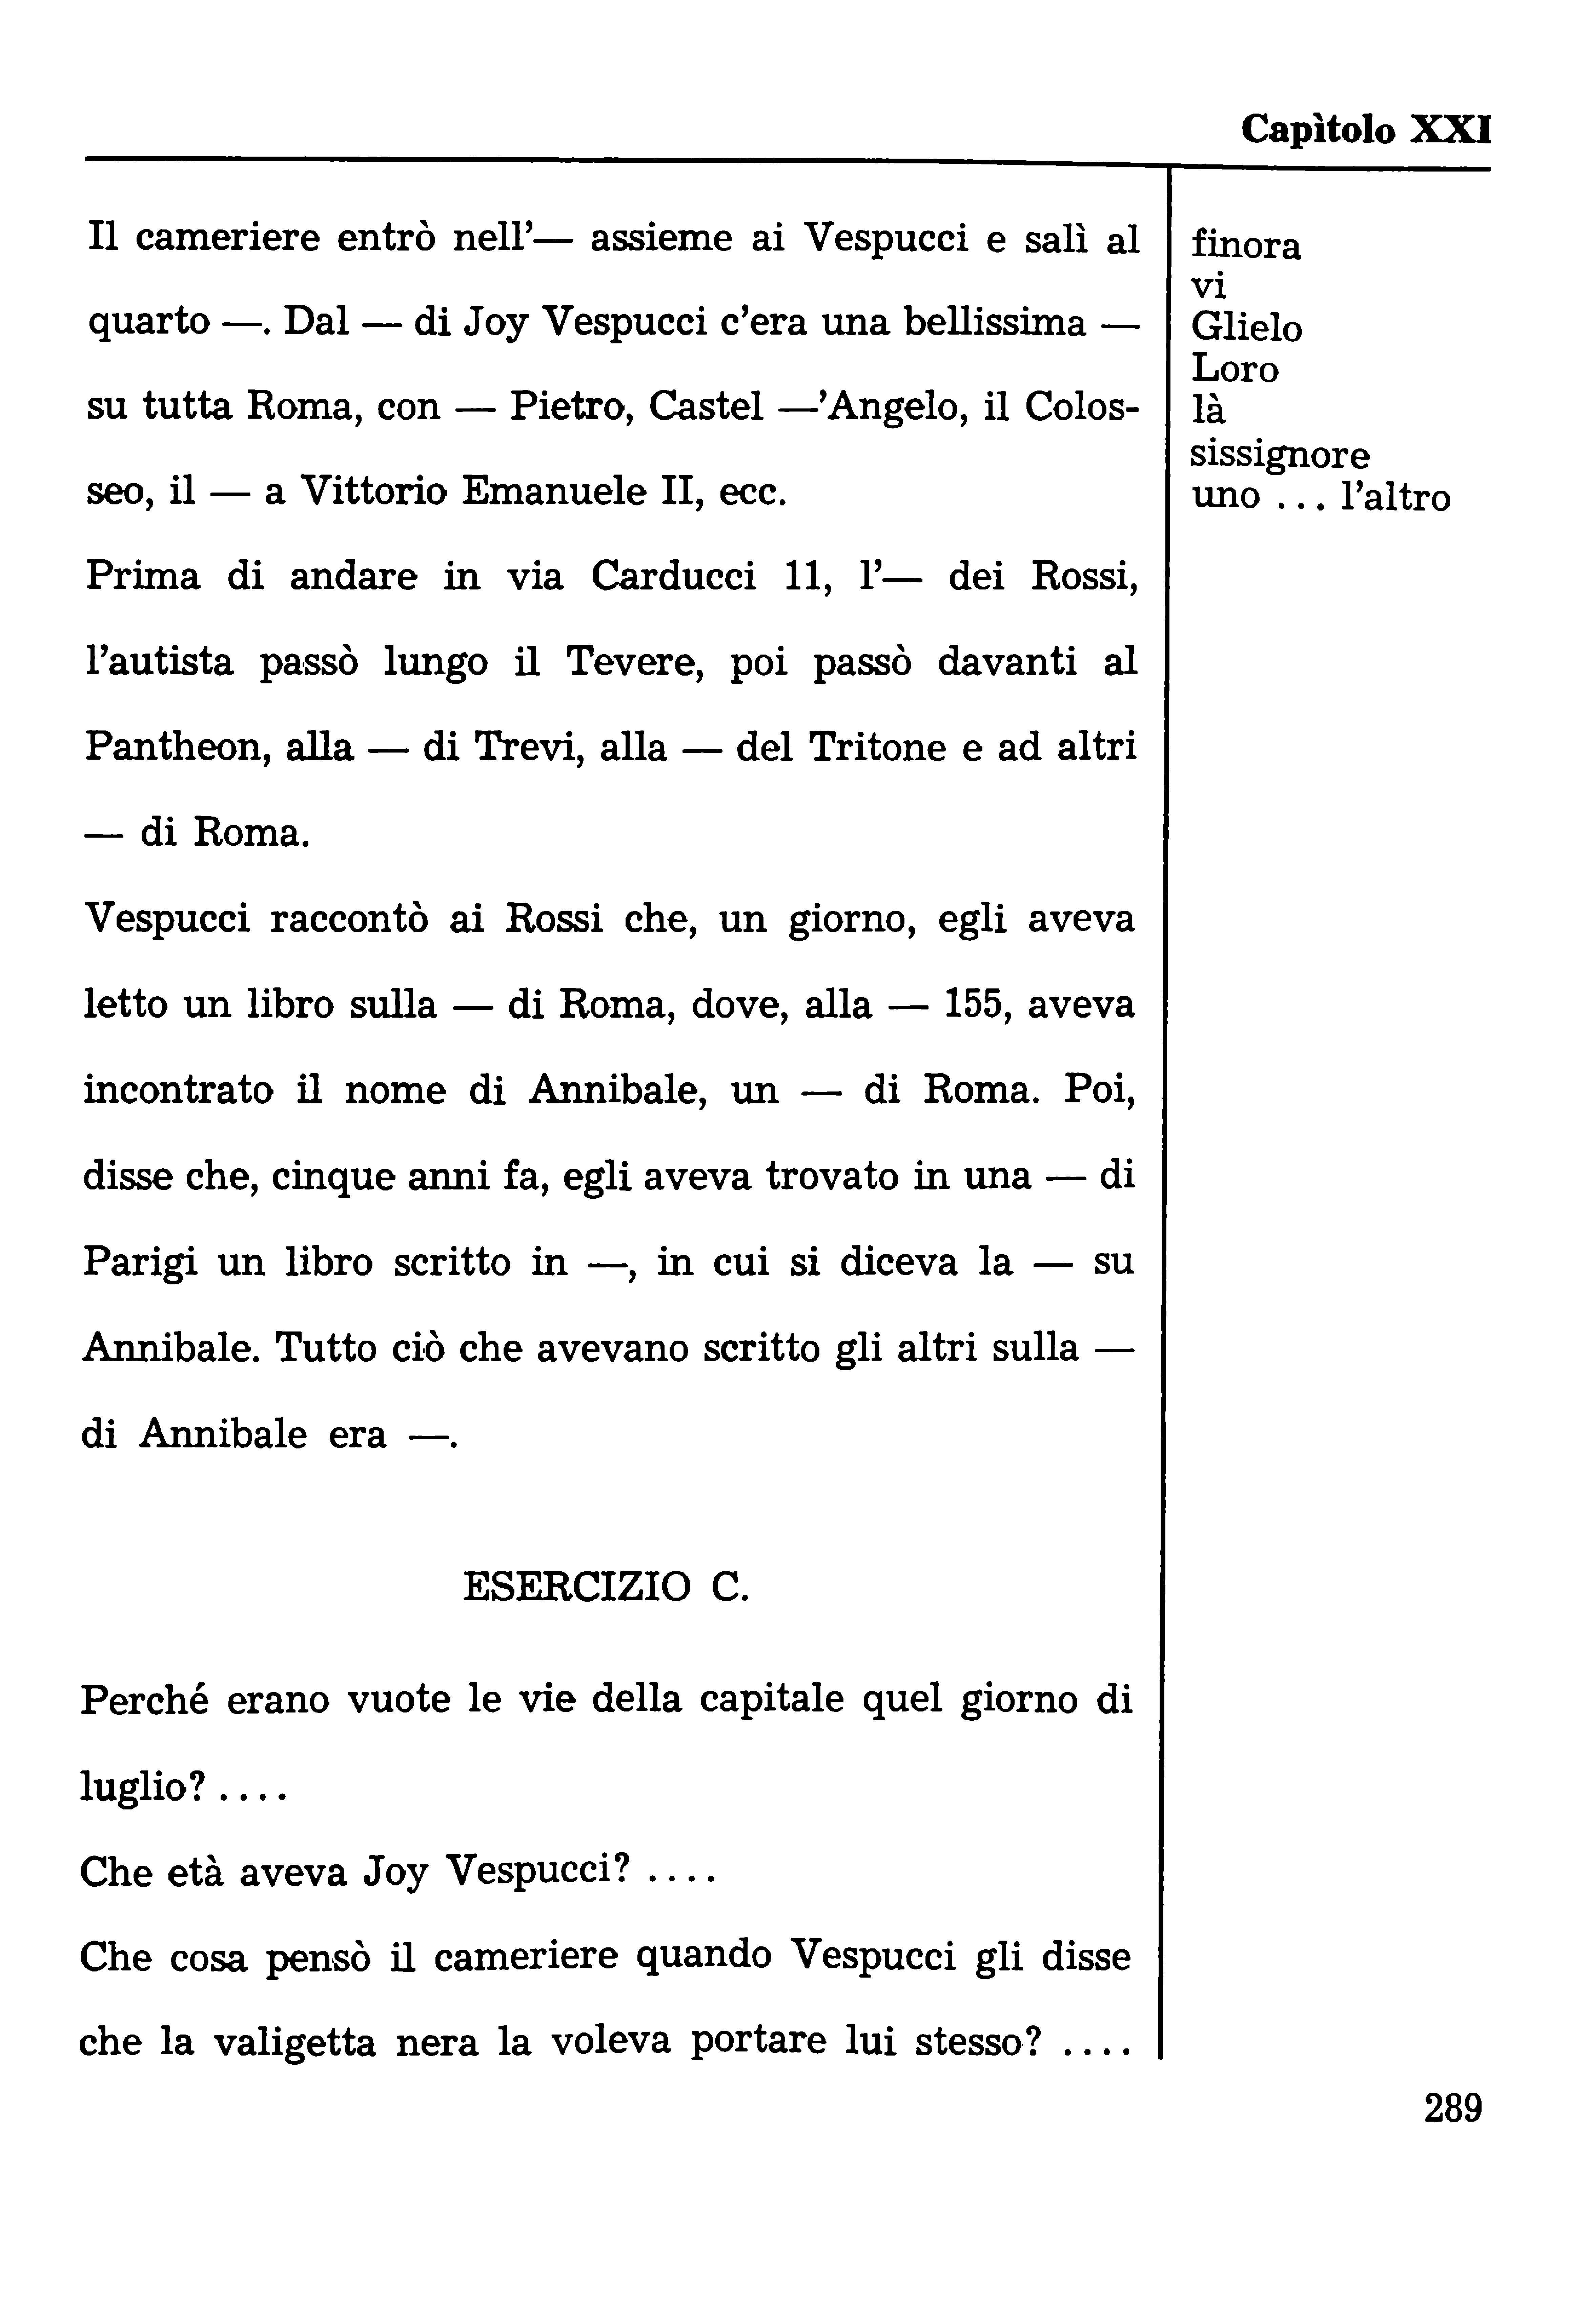 Capìtolo XXI
Il cameriere entrò nell'— assieme ai Vespucci e salì al
quarto —. Dal — di Joy Vespucci c'era una bellissima —
su tutta Roma, con — Pietro, Castel —'Angelo, il Colos-
seo, il — a Vittorio Emanuele II, ecc.
Prima di andare in via Carducci 11, l'— dei Rossi,
l'autista passò lungo il Tevere, poi passò davanti al
Pantheon, alla — di Trevi, alla — del Tritone e ad altri
— di Roma.
Vespucci raccontò ai Rossi che, un giorno, egli aveva
letto un libro sulla — di Roma, dove, alla — 155, aveva
incontrato il nome di Annibale, un — di Roma. Poi,
disse che, cinque anni fa, egli aveva trovato in una — di
Parigi un libro scritto in —, in cui si diceva la — su
Annibale. Tutto ciò che avevano scritto gli altri sulla —
di Annibale era —.
ESERCIZIO C.
Perché erano vuote le vie della capitale quel giorno di
luglio? ....
Che età aveva Joy Vespucci? ....
Che cosa pensò il cameriere quando Vespucci gli disse
che la valigetta nera la voleva portare lui stesso? ....
finora
vi
Glielo
Loro
là
sissignore
uno ... l'altro
289